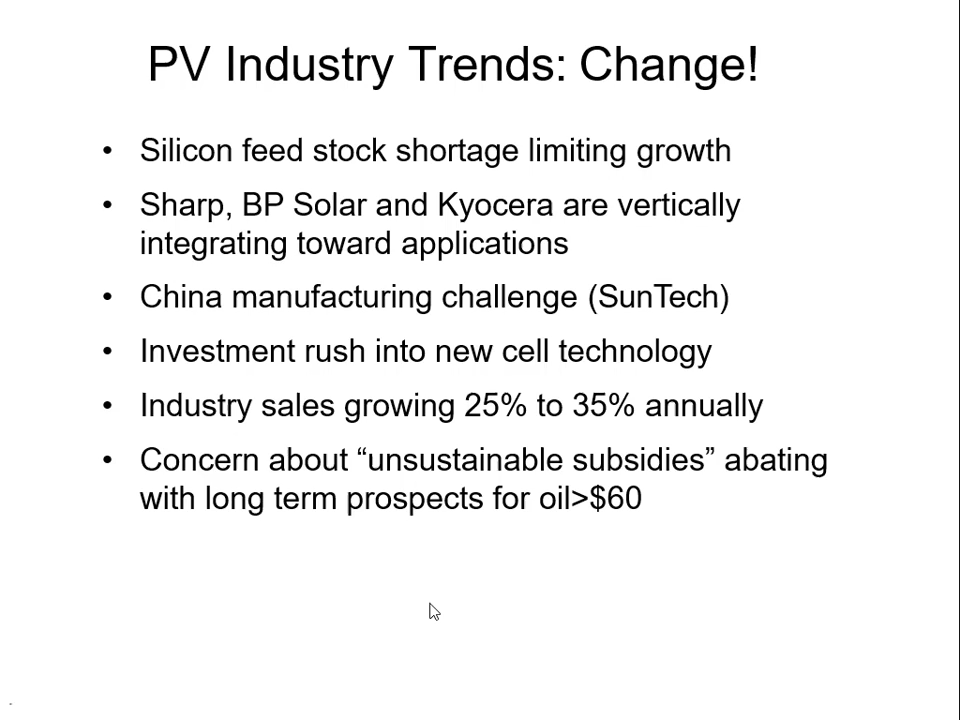 PV Industry Trends: Change!
• Silicon feed stock shortage limiting growth
• Sharp, BP Solar and Kyocera are vertically
integrating toward applications
• China manufacturing challenge (SunTech)
• Investment rush into new cell technology
• Industry sales growing 25% to 35% annually
• Concern about “unsustainable subsidies” abating
with long term prospects for oil>$60